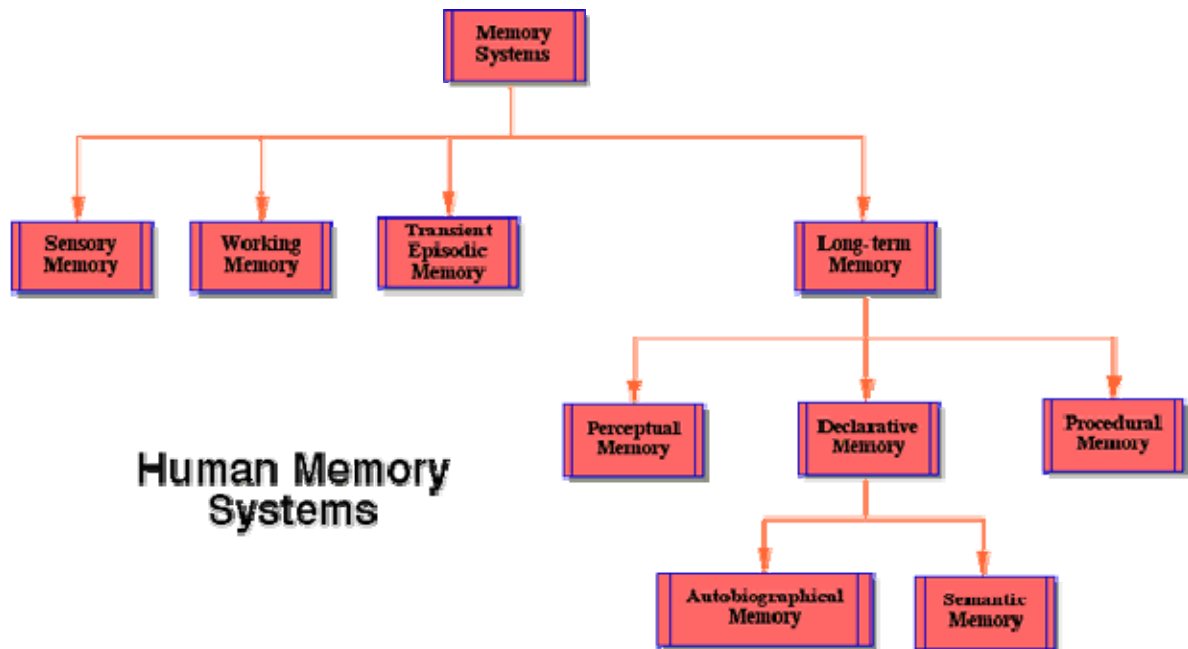 Memory
Systems
Sensory
Memory
Working
Memory
Transient
Episodic
Memory
Long-term
Memory
Perceptual
Memory
Declarative
Memory
Procedural
Memory
Human Memory
Systems
Autobiographical
Memory
Semantic
Memory